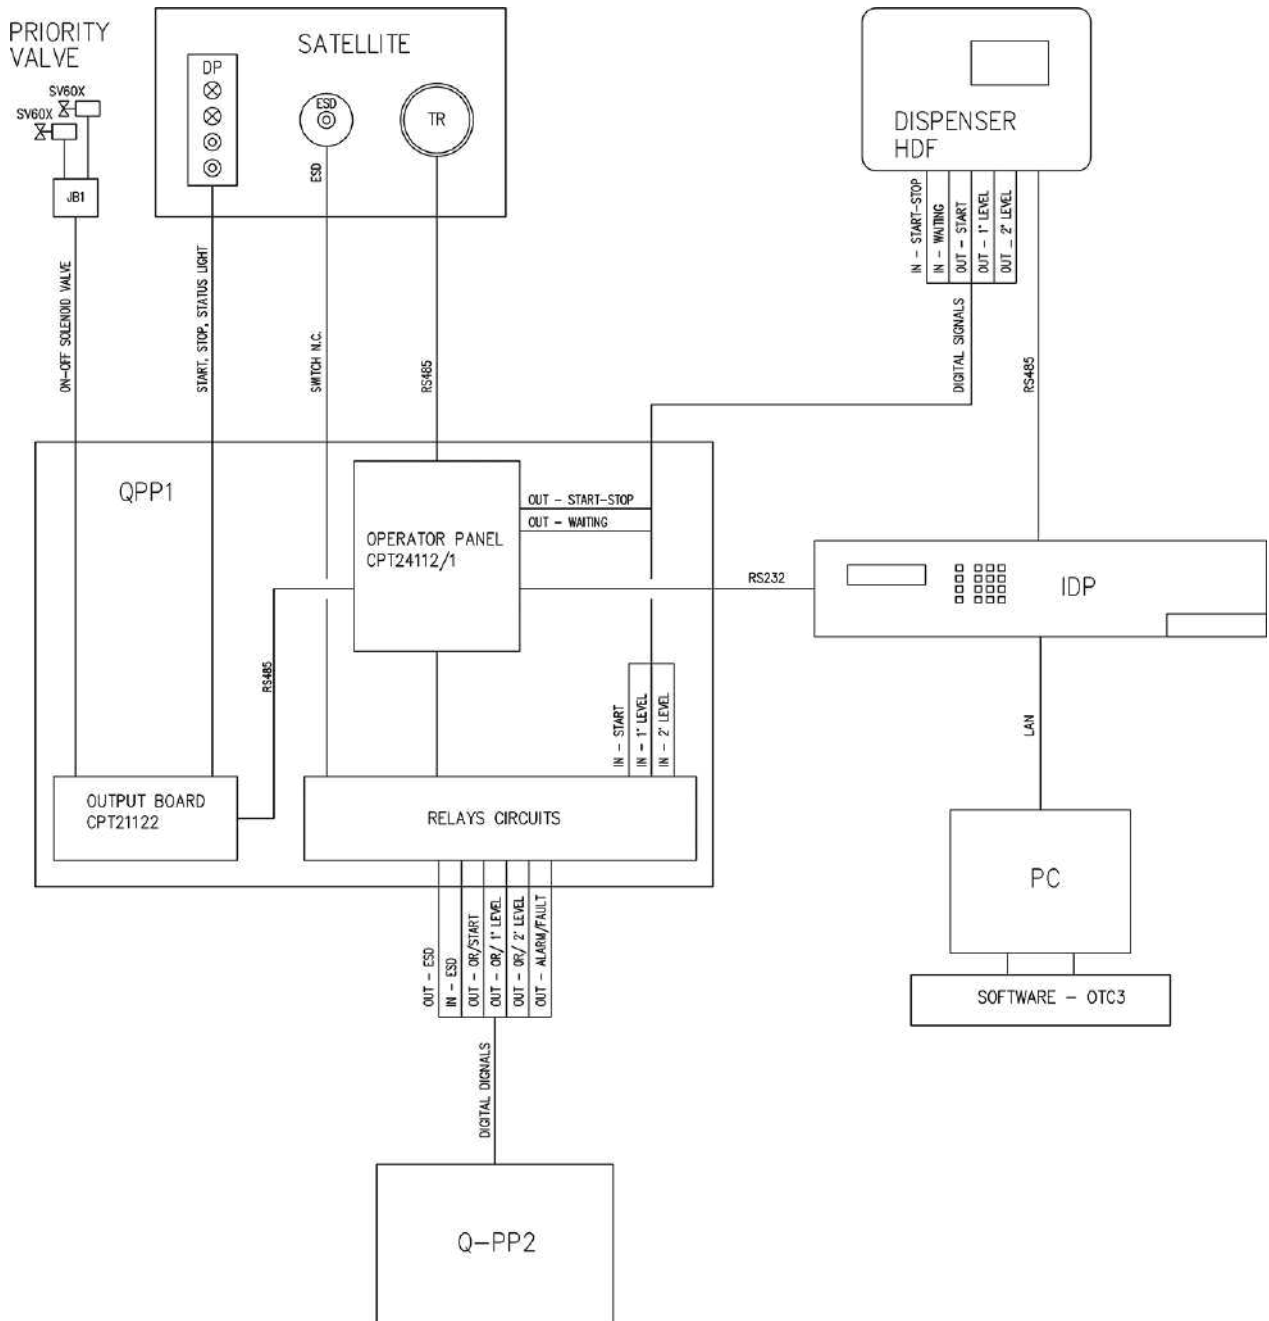 PRIORITY
VALVE
SV60X
SV60X
JB1
SATELLITE
DP
ESD
TR
ESD
DISPENSER
HDF
IN - START-STOP
IN - WAITING
OUT - START
OUT - 1° LEVEL
OUT _ 2° LEVEL
ON-OFF SOLENOID VALVE
START, STOP, STATUS LIGHT
SWITCH N.C.
RS485
DIGITAL SIGNALS
RS485
QPP1
OPERATOR PANEL
CPT24112/1
OUT - START-STOP
OUT - WAITING
RS232
IDP
RS485
IN - START
IN - 1° LEVEL
IN - 2° LEVEL
LAN
OUTPUT BOARD
CPT21122
RELAYS CIRCUITS
PC
OUT - ESD
IN - ESD
OUT - OR/START
OUT - OR/ 1° LEVEL
OUT - OR/ 2° LEVEL
OUT - ALARM/FAULT
SOFTWARE - OTC3
DIGITAL DIGNALS
Q-PP2